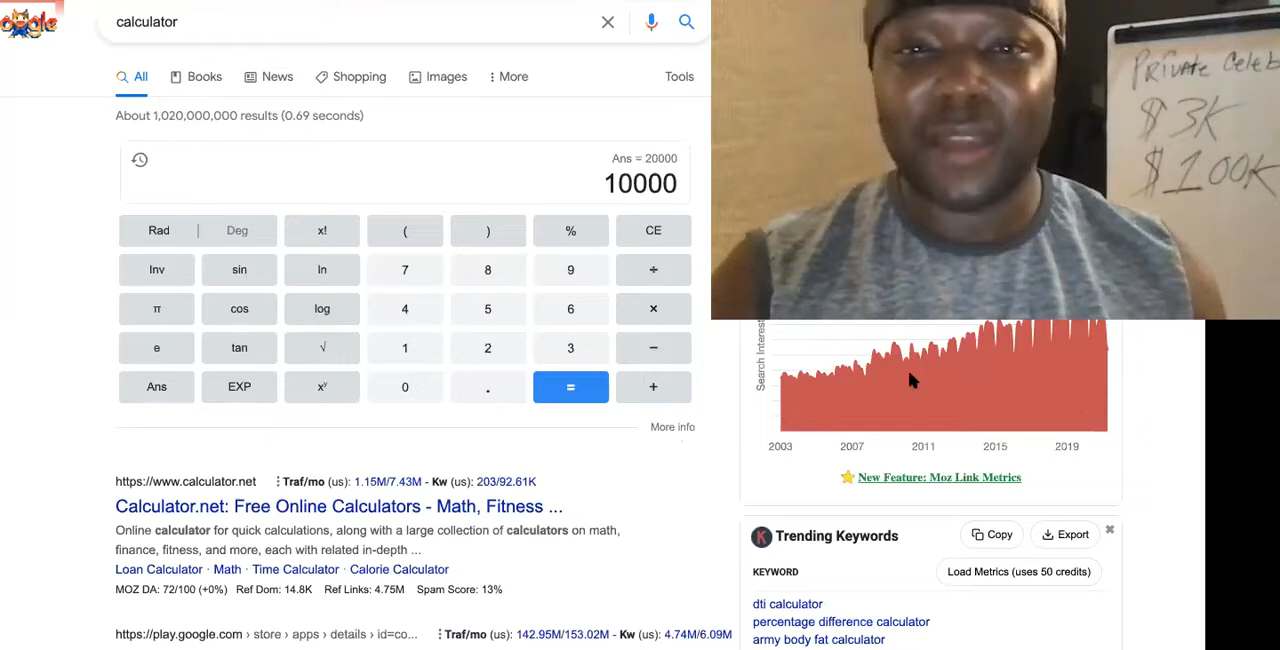 oogle
calculator
All
Books
News
Shopping
Images
More
Tools
About 1,020,000,000 results (0.69 seconds)
Ans = 20000
10000
Rad | Deg x! ( ) % CE
Inv sin ln 7 8 9 ÷
π cos log 4 5 6 ×
e tan √ 1 2 3 −
Ans EXP xʸ 0 . = +
More info
https://www.calculator.net Traf/mo (us): 1.15M/7.43M - Kw (us): 203/92.61K
Calculator.net: Free Online Calculators - Math, Fitness ...
Online calculator for quick calculations, along with a large collection of calculators on math,
finance, fitness, and more, each with related in-depth ...
Loan Calculator · Math · Time Calculator · Calorie Calculator
MOZ DA: 72/100 (+0%) Ref Dom: 14.8K Ref Links: 4.75M Spam Score: 13%
https://play.google.com › store › apps › details › id=co... Traf/mo (us): 142.95M/153.02M - Kw (us): 4.74M/6.09M
Private Celeb
$3K
$100K
Search Interest
2003 2007 2011 2015 2019
New Feature: Moz Link Metrics
K Trending Keywords
Copy
Export
KEYWORD
Load Metrics (uses 50 credits)
dti calculator
percentage difference calculator
army body fat calculator